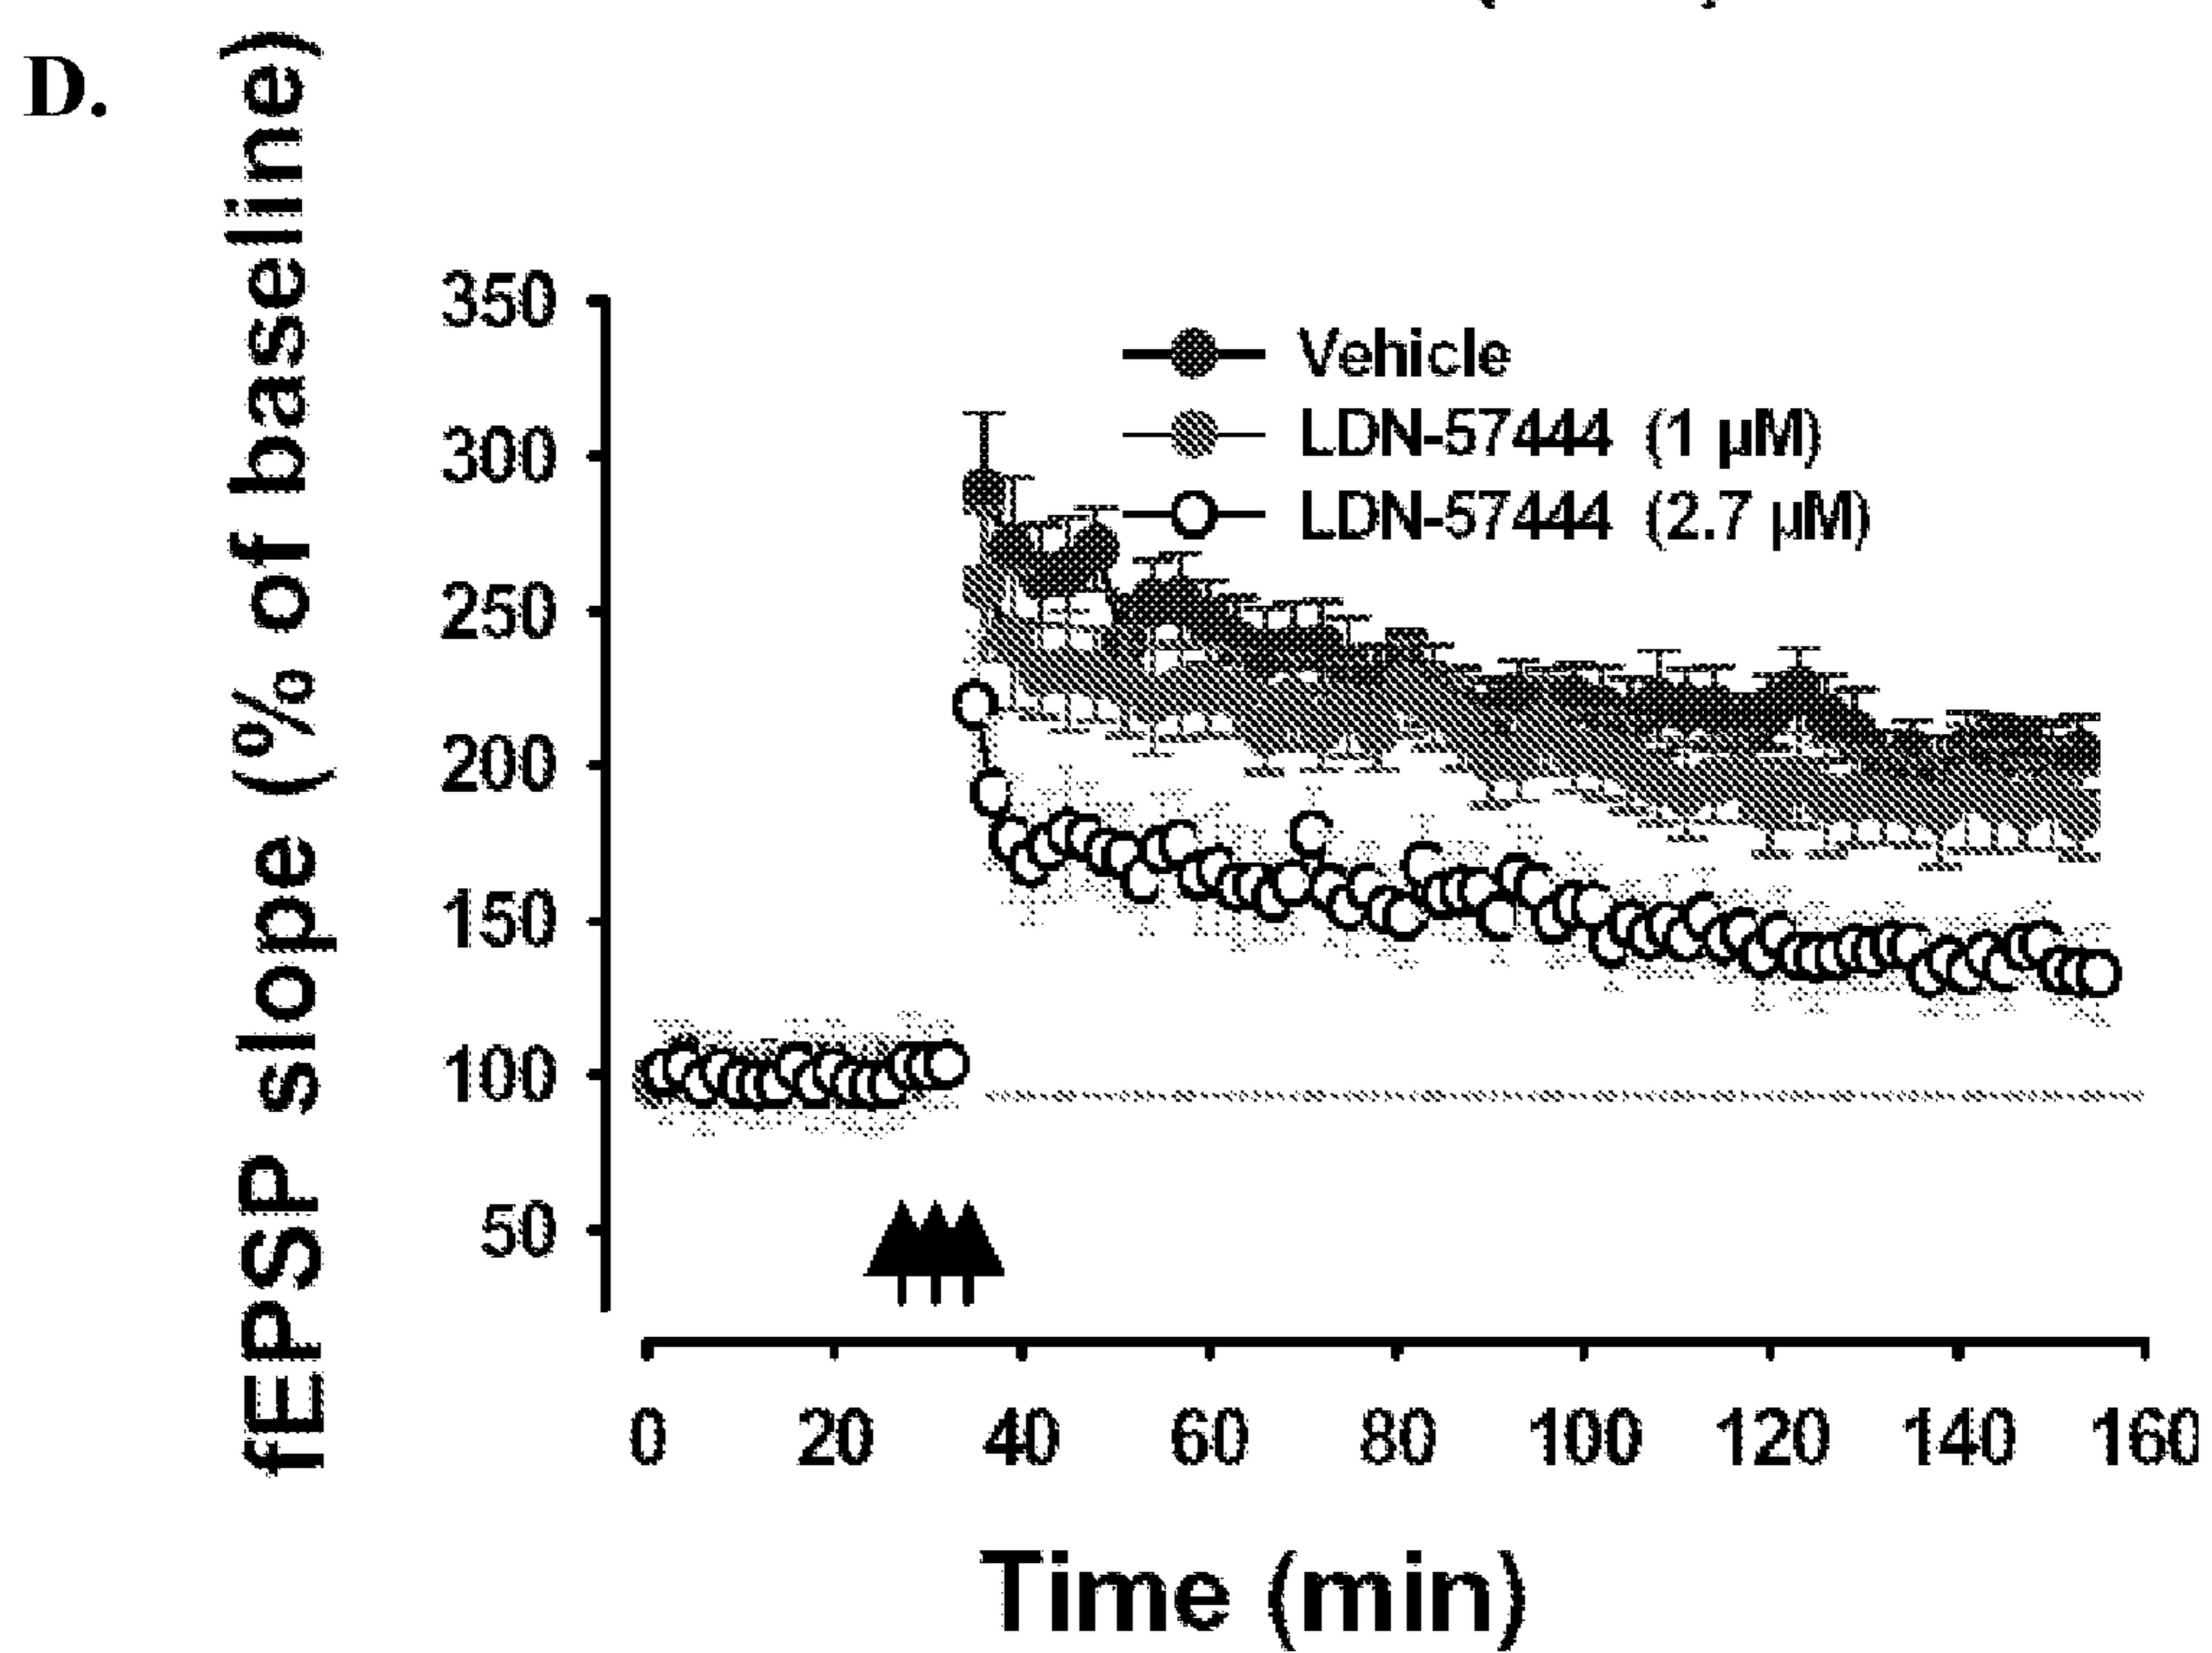 D.
fEPSP slope (% of baseline)
350
300
250
200
150
100
50
Vehicle
LDN-57444 (1 µM)
LDN-57444 (2.7 µM)
0 20 40 60 80 100 120 140 160
Time (min)